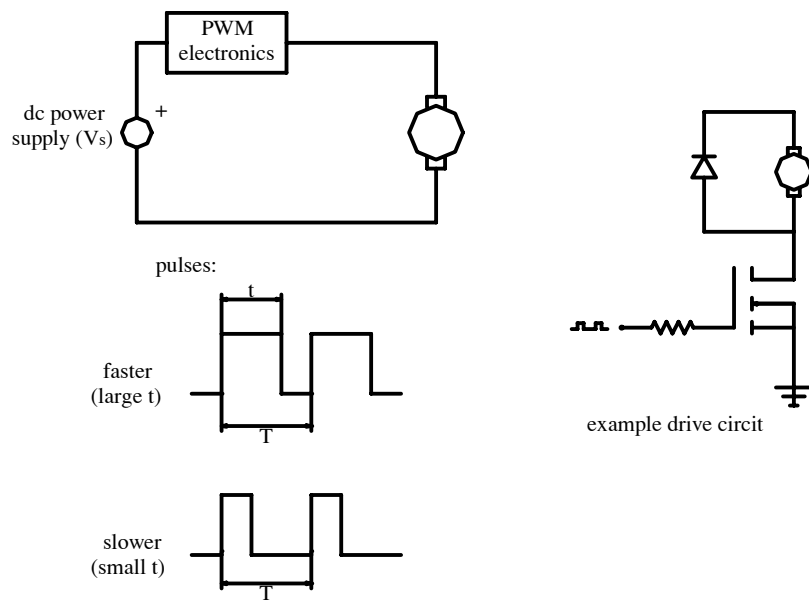 PWM
electronics
dc power
supply (Vs)
+
pulses:
t
faster
(large t)
T
example drive circit
slower
(small t)
T